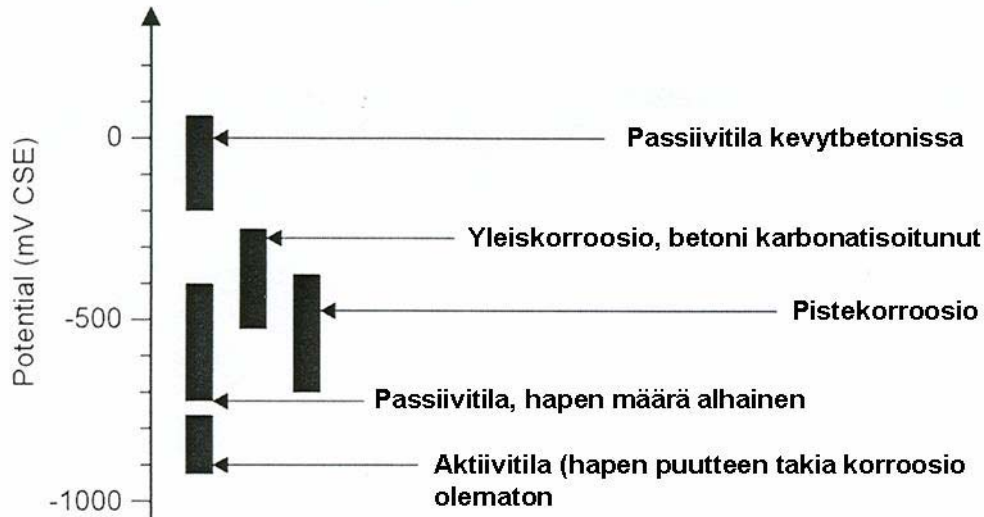 Potential (mV CSE)
0
Passiivitila kevytbetonissa
Yleiskorroosio, betoni karbonatisoitunut
-500
Pistekorroosio
Passiivitila, hapen määrä alhainen
Aktiivitila (hapen puutteen takia korroosio
olematon
-1000